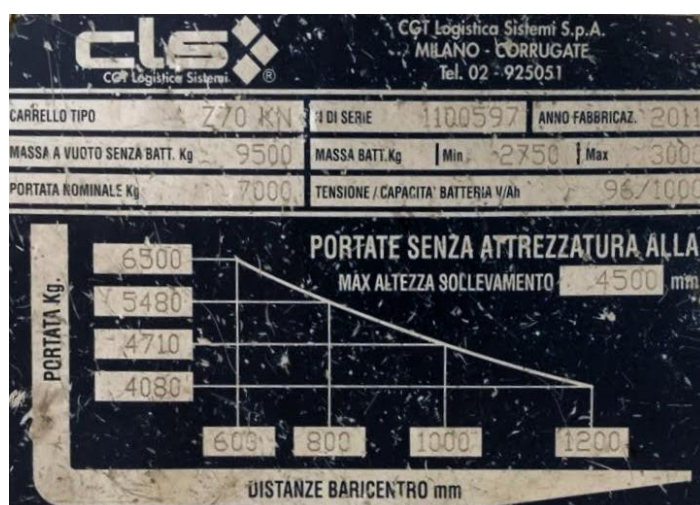 cls
CGT Logistica Sistemi ®
CGT Logistica Sistemi S.p.A.
MILANO - CORRUGATE
Tel. 02 - 925051
CARRELLO TIPO Z70 KN DI SERIE 1100597 ANNO FABBRICAZ.
MASSA A VUOTO SENZA BATT. Kg 9500 MASSA BATT.Kg Min 2750 Max
PORTATA NOMINALE Kg 7000 TENSIONE / CAPACITA' BATTERIA V/Ah
PORTATE SENZA ATTREZZATURA ALLA
MAX ALTEZZA SOLLEVAMENTO 4500 mm
PORTATA Kg.
6500
5480
4710
4080
600 800 1000 1200
DISTANZE BARICENTRO mm